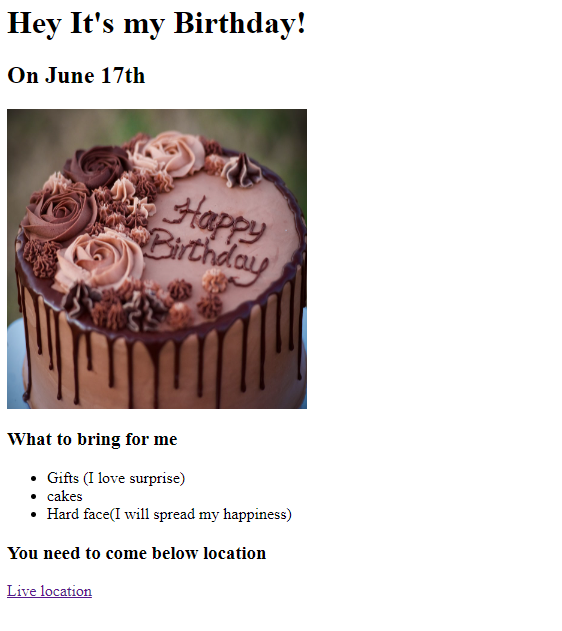 Hey It's my Birthday!
On June 17th
Happy
Birthday
What to bring for me
Gifts (I love surprise)
cakes
Hard face(I will spread my happiness)
You need to come below location
Live location